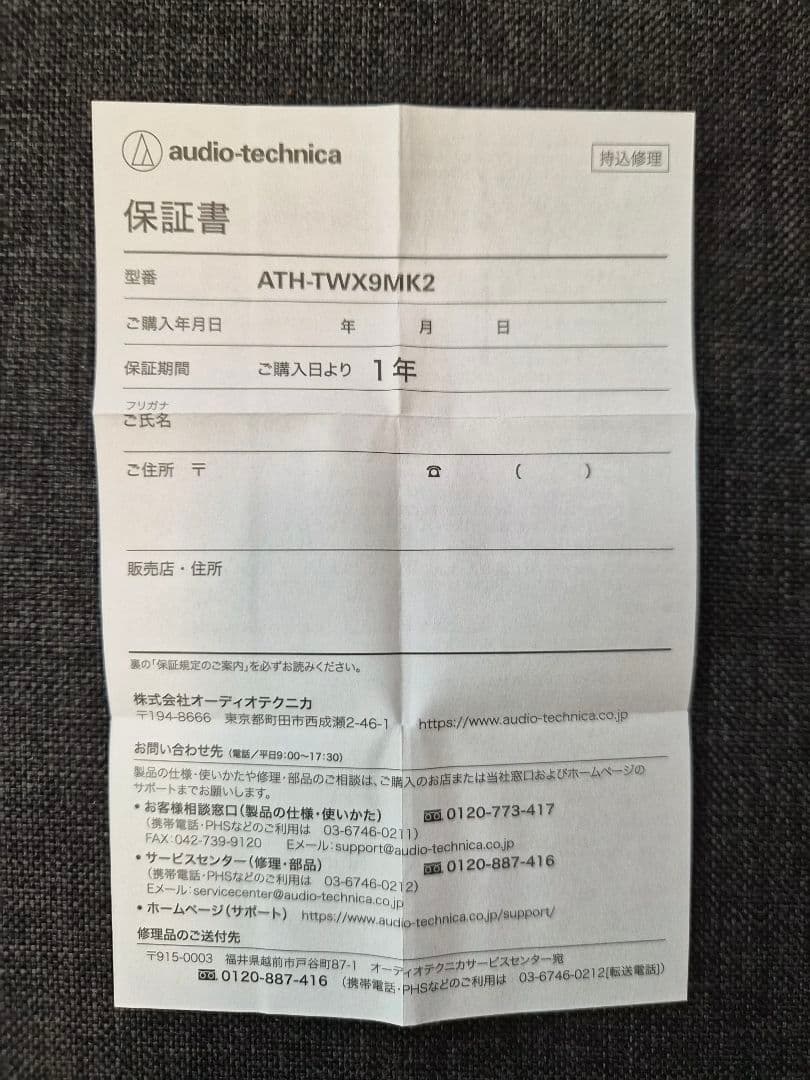 audio-technica
持込修理
保証書
型番 ATH-TWX9MK2
ご購入年月日 年 月 日
保証期間 ご購入日より 1年
フリガナ
ご氏名
ご住所 〒 ☎ ( )
販売店・住所
裏の「保証規定のご案内」を必ずお読みください。
株式会社オーディオテクニカ
〒194-8666 東京都町田市西成瀬2-46-1 https://www.audio-technica.co.jp
お問い合わせ先(電話/平日9:00〜17:30)
製品の仕様・使いかたや修理・部品のご相談は、ご購入のお店または当社窓口およびホームページの
サポートまでお願いします。
• お客様相談窓口(製品の仕様・使いかた) 0120-773-417
(携帯電話・PHSなどのご利用は 03-6746-0211)
FAX:042-739-9120 Eメール:support@audio-technica.co.jp
• サービスセンター(修理・部品) 0120-887-416
(携帯電話・PHSなどのご利用は 03-6746-0212)
Eメール:servicecenter@audio-technica.co.jp
• ホームページ(サポート) https://www.audio-technica.co.jp/support/
修理品のご送付先
〒915-0003 福井県越前市戸谷町87-1 オーディオテクニカサービスセンター宛
0120-887-416 (携帯電話・PHSなどのご利用は 03-6746-0212[転送電話])